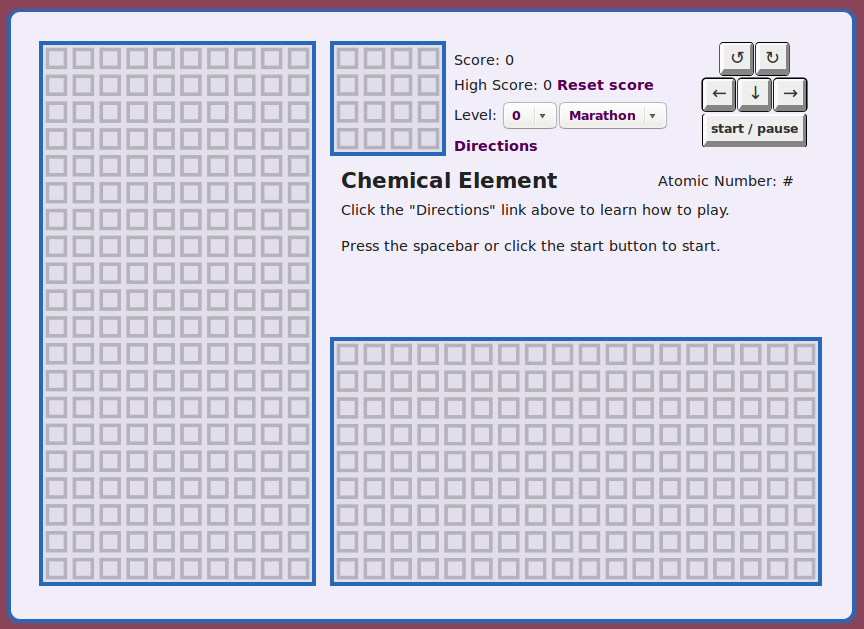 Score: 0
High Score: 0 Reset score
Level: 0 Marathon
Directions
↺ ↻
← ↓ →
start / pause
Chemical Element
Atomic Number: #
Click the "Directions" link above to learn how to play.
Press the spacebar or click the start button to start.